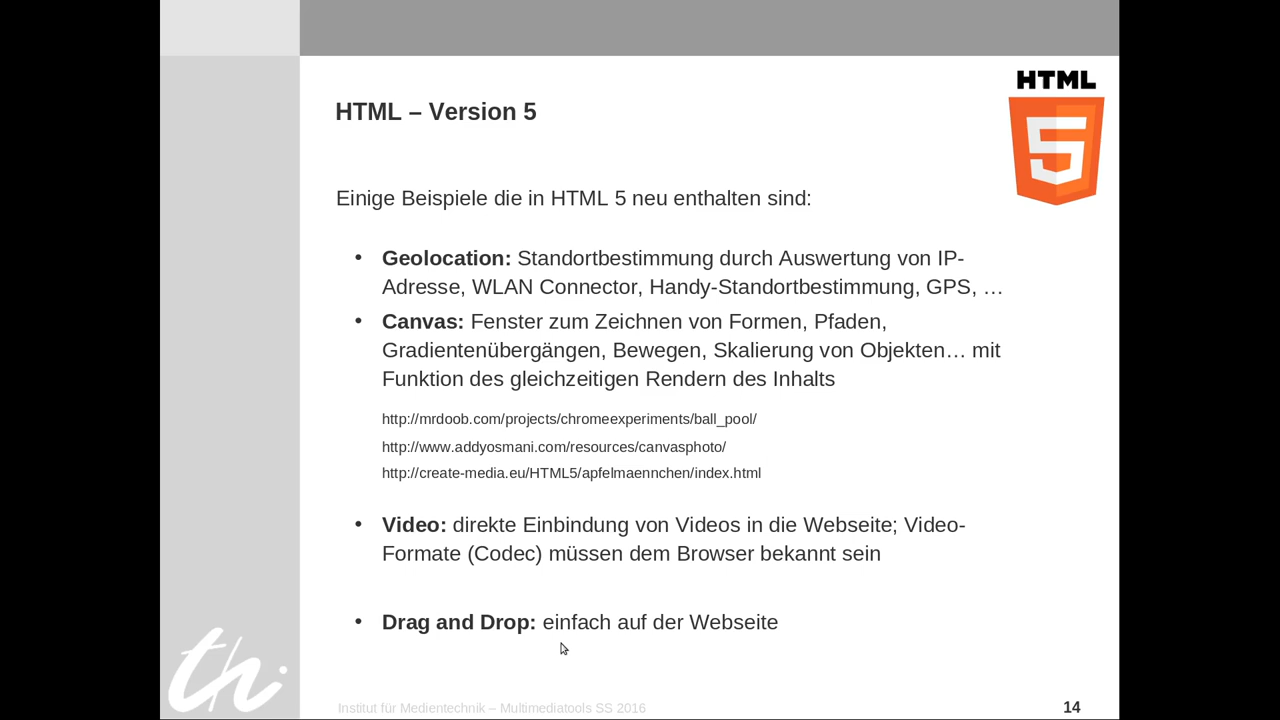 HTML
5
HTML – Version 5
Einige Beispiele die in HTML 5 neu enthalten sind:
• Geolocation: Standortbestimmung durch Auswertung von IP-
Adresse, WLAN Connector, Handy-Standortbestimmung, GPS, …
• Canvas: Fenster zum Zeichnen von Formen, Pfaden,
Gradientenübergängen, Bewegen, Skalierung von Objekten… mit
Funktion des gleichzeitigen Rendern des Inhalts
http://mrdoob.com/projects/chromeexperiments/ball_pool/
http://www.addyosmani.com/resources/canvasphoto/
http://create-media.eu/HTML5/apfelmaennchen/index.html
• Video: direkte Einbindung von Videos in die Webseite; Video-
Formate (Codec) müssen dem Browser bekannt sein
• Drag and Drop: einfach auf der Webseite
th
Institut für Medientechnik – Multimediatools SS 2016
14